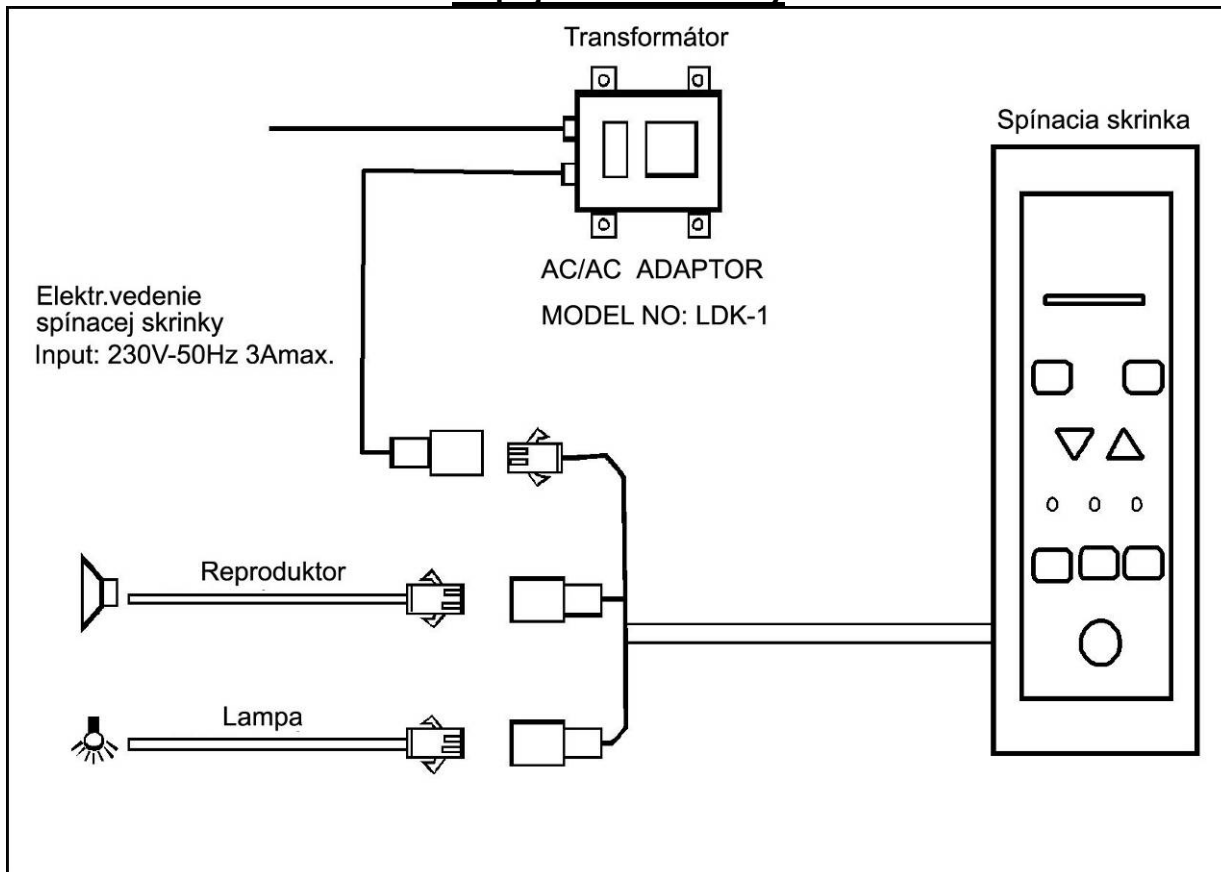 Transformátor
Spínacia skrinka
AC/AC ADAPTOR
MODEL NO: LDK-1
Elektr.vedenie
spínacej skrinky
Input: 230V-50Hz 3Amax.
Reproduktor
Lampa